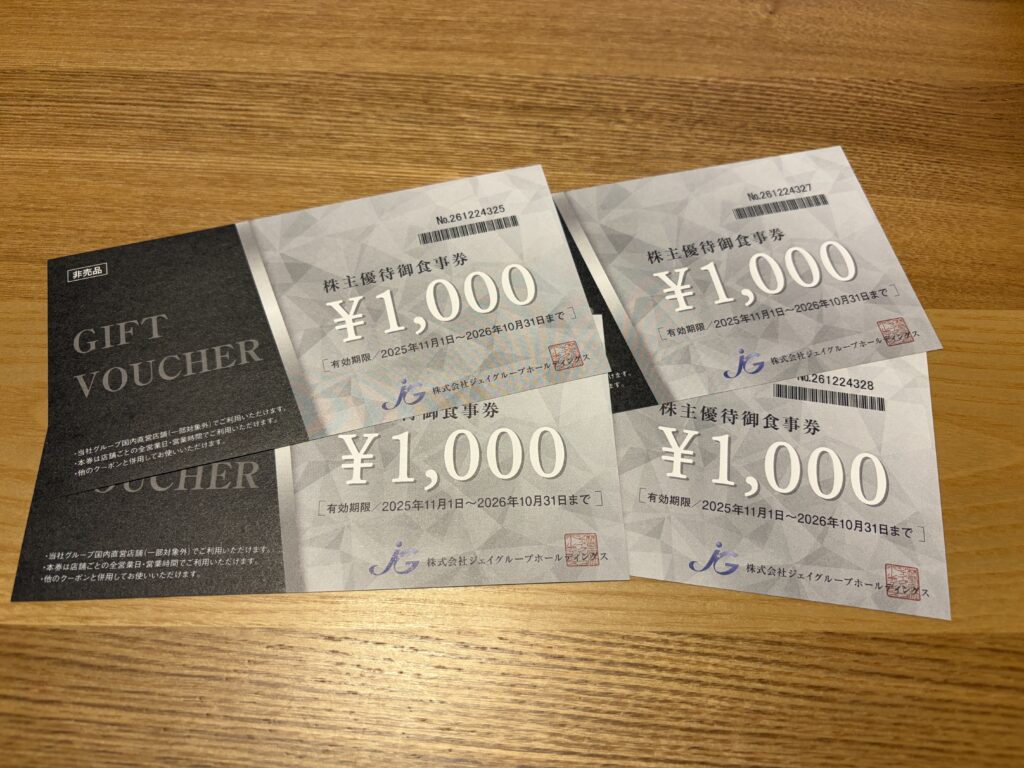 非売品
GIFT
VOUCHER
・当社グループ国内直営店舗(一部対象外)でご利用いただけます。
・本券は店舗ごとの全営業日・営業時間でご利用いただけます。
・他のクーポンと併用してお使いいただけます。
No.261224325
株主優待御食事券
¥1,000
[有効期限/2025年11月1日~2026年10月31日まで]
JG 株式会社ジェイグループホールディングス
No.261224327
株主優待御食事券
¥1,000
[有効期限/2025年11月1日~2026年10月31日まで]
JG 株式会社ジェイグループホールディングス
OUCHER
・当社グループ国内直営店舗(一部対象外)でご利用いただけます。
・本券は店舗ごとの全営業日・営業時間でご利用いただけます。
・他のクーポンと併用してお使いいただけます。
待御食事券
¥1,000
[有効期限/2025年11月1日~2026年10月31日まで]
JG 株式会社ジェイグループホールディングス
けます。
No.261224328
株主優待御食事券
¥1,000
[有効期限/2025年11月1日~2026年10月31日まで]
JG 株式会社ジェイグループホールディングス